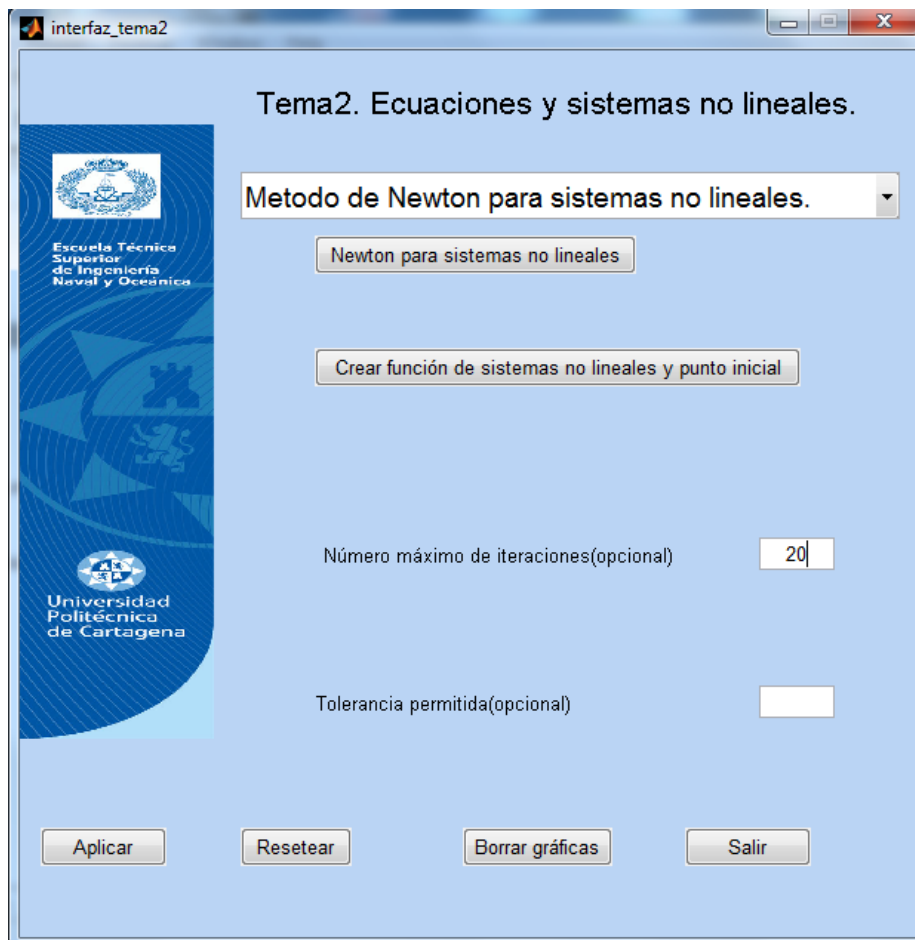 interfaz_tema2
Tema2. Ecuaciones y sistemas no lineales.
Metodo de Newton para sistemas no lineales.
Escuela Técnica
Superior
de Ingeniería
Naval y Oceánica
Newton para sistemas no lineales
Crear función de sistemas no lineales y punto inicial
Número máximo de iteraciones(opcional)
20
Universidad
Politécnica
de Cartagena
Tolerancia permitida(opcional)
Aplicar
Resetear
Borrar gráficas
Salir